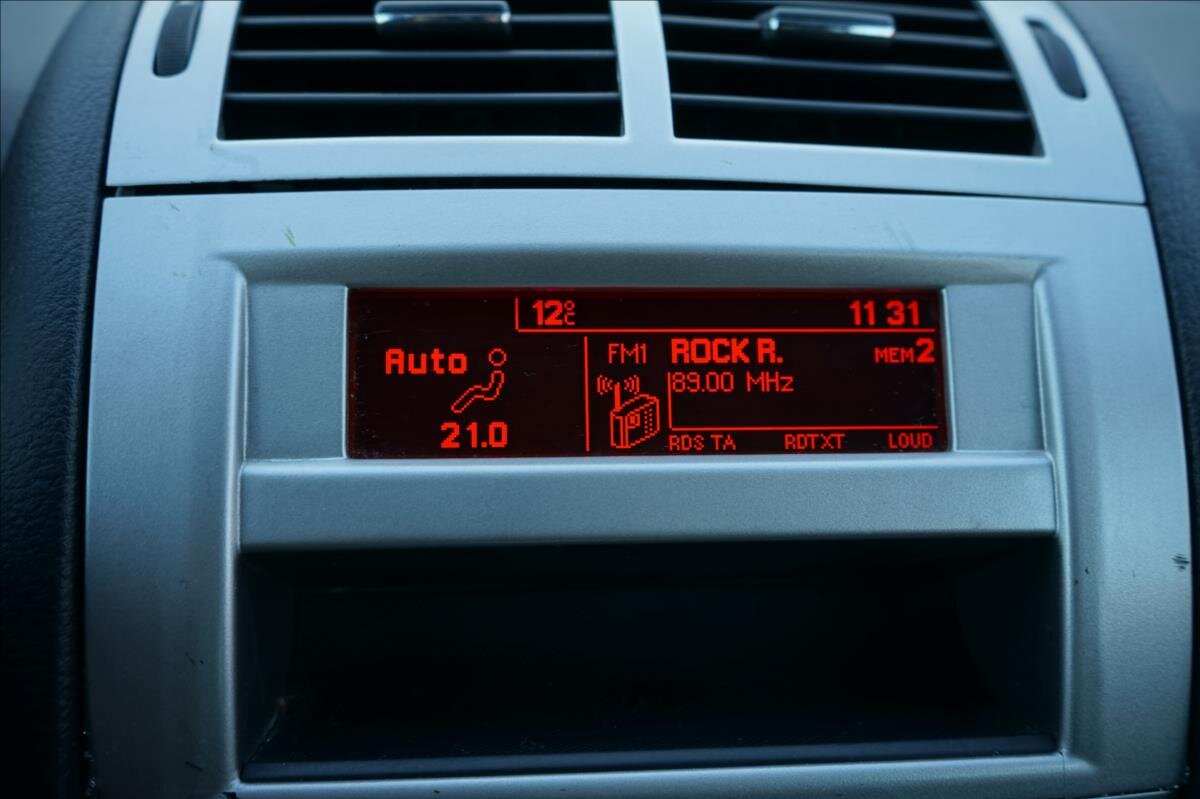 12°C 11 31
Auto
21.0
FM1 ROCK R. MEM2
89.00 MHz
RDS TA RDTXT LOUD